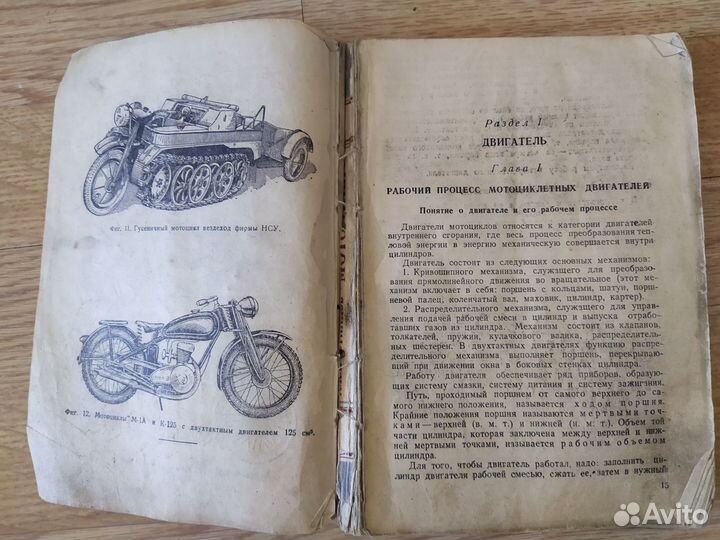 Фиг. 11. Гусеничный мотоцикл вездеход фирмы НСУ.
Фиг. 12. Мотоциклы М-1А и К-125 с двухтактным двигателем 125 см³.
Раздел I
ДВИГАТЕЛЬ
Глава I
РАБОЧИЙ ПРОЦЕСС МОТОЦИКЛЕТНЫХ ДВИГАТЕЛЕЙ
Понятие о двигателе и его рабочем процессе
Двигатели мотоциклов относятся к категории двигателей
внутреннего сгорания, где весь процесс преобразования теп-
ловой энергии в энергию механическую совершается внутри
цилиндров.
Двигатель состоит из следующих основных механизмов:
1. Кривошипного механизма, служэщего для преобразо-
вания прямолинейного движения во вращательное (этот ме-
ханизм включает в себя: поршень с кольцами, шатун, порш-
невой палец, коленчатый вал, маховик, цилиндр, картер).
2. Распределительного механизма, служэщего для управ-
ления подачей рабочей смеси в цилиндр и выпуска отрабо-
тавших газов из цилиндра. Механизм состоит из клапанов,
толкателей, пружин, кулачкового валика, распределитель-
ных шестерен. В двухтактных двигателях функцию распре-
делительного механизма выполняет поршень, перекрываю-
щий при движении окна в боковых стенках цилиндра.
Работу двигателя обеспечивает ряд приборов, образую-
щих систему смазки, систему питания и систему зажигания.
Путь, проходимый поршнем от самого верхнего до са-
мого нижнего положения, называется ходом поршня.
Крайние положения поршня называются мертвыми точ-
ками—верхней (в. м. т.) и нижней (н. м. т.). Объем той
части цилиндра, которая заключена между верхней и ниж-
ней мертвыми точками, называется рабочим объемом
цилиндра.
Для того, чтобы двигатель работал, надо: заполнить ци-
линдр двигателя рабочей смесью, сжать ее, затем в нужный
15
Avito